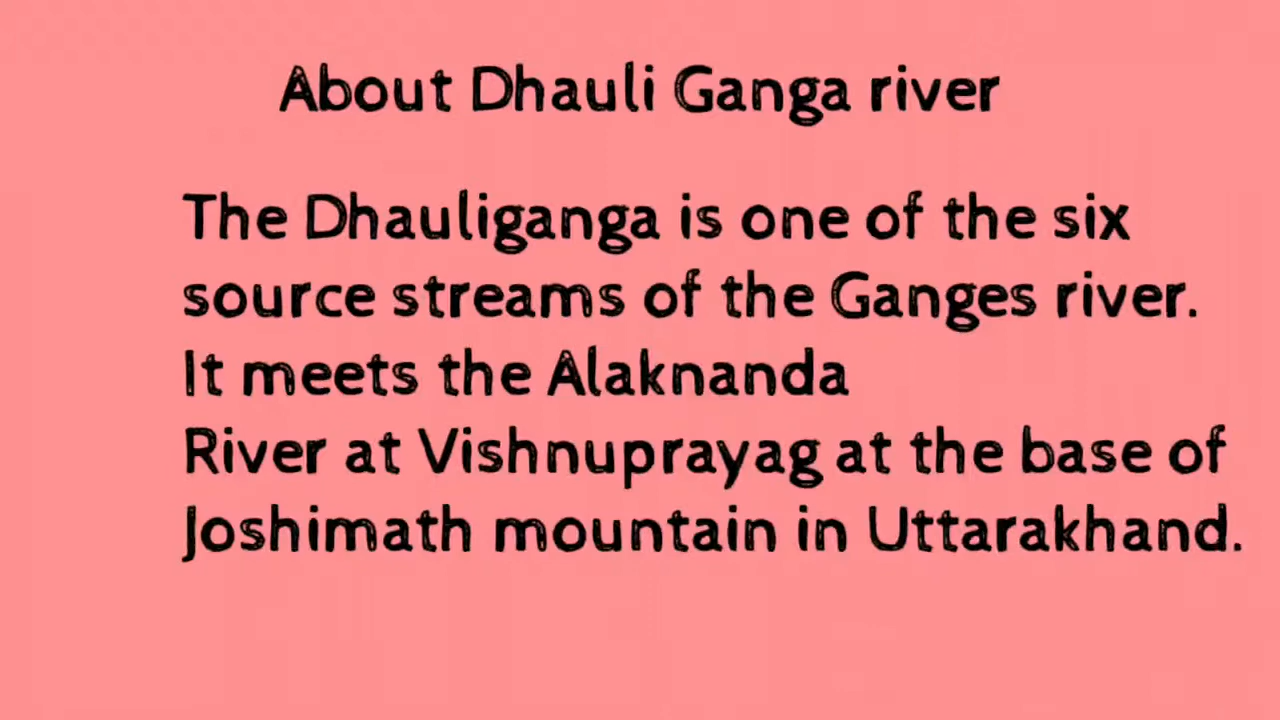 About Dhauli Ganga river
The Dhauliganga is one of the six
source streams of the Ganges river.
It meets the Alaknanda
River at Vishnuprayag at the base of
Joshimath mountain in Uttarakhand.